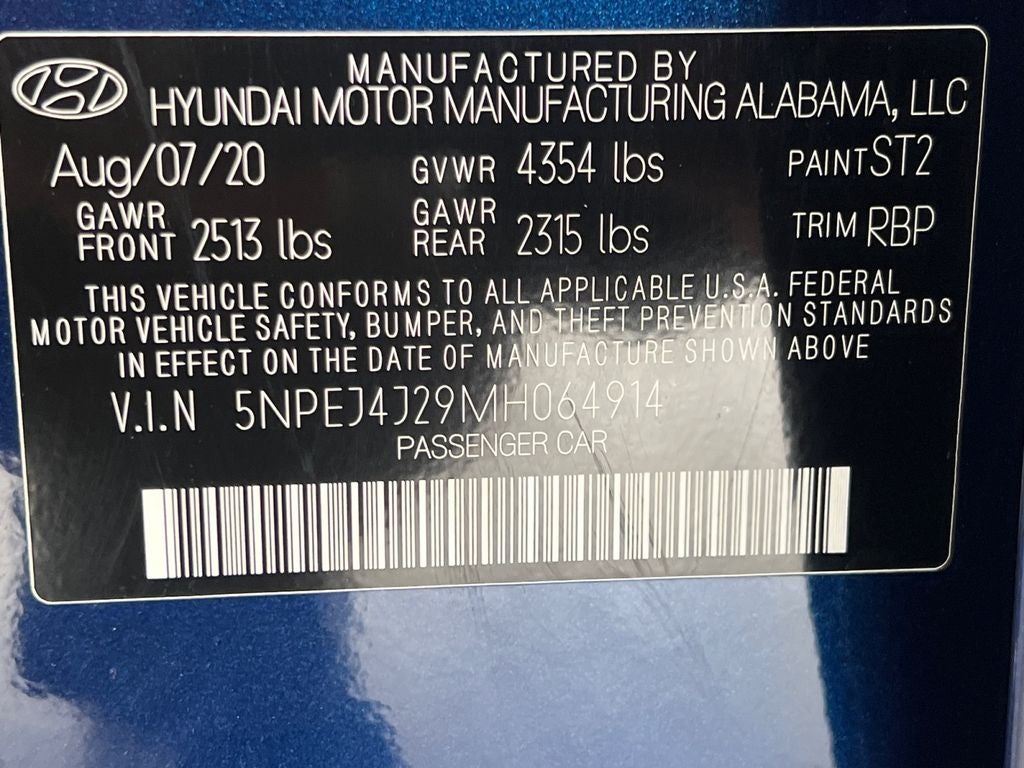 MANUFACTURED BY
HYUNDAI MOTOR MANUFACTURING ALABAMA, LLC
Aug/07/20 GVWR 4354 lbs PAINT ST2
GAWR FRONT 2513 lbs GAWR REAR 2315 lbs TRIM RBP
THIS VEHICLE CONFORMS TO ALL APPLICABLE U.S.A. FEDERAL
MOTOR VEHICLE SAFETY, BUMPER, AND THEFT PREVENTION STANDARDS
IN EFFECT ON THE DATE OF MANUFACTURE SHOWN ABOVE
V.I.N 5NPEJ4J29MH064914
PASSENGER CAR